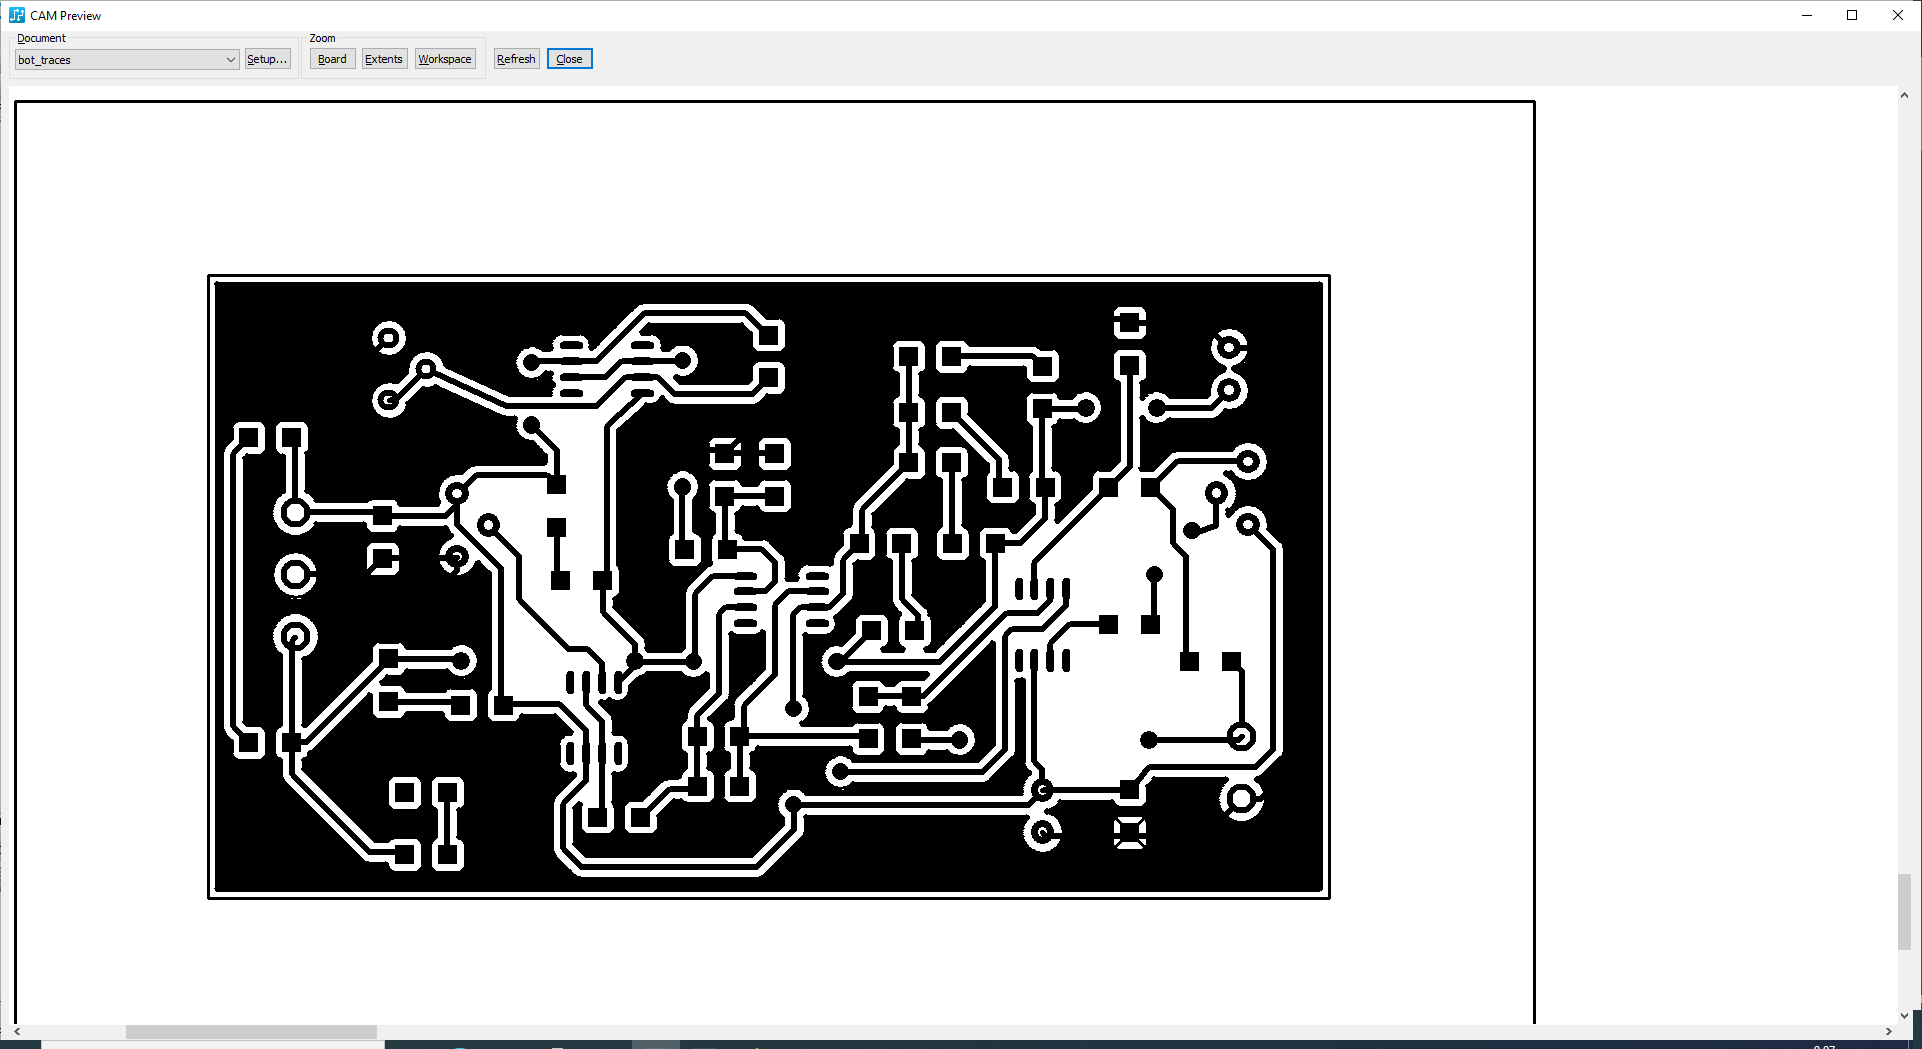 CAM Preview
Document
Zoom
bot_traces
Setup...
Board
Extents
Workspace
Refresh
Close